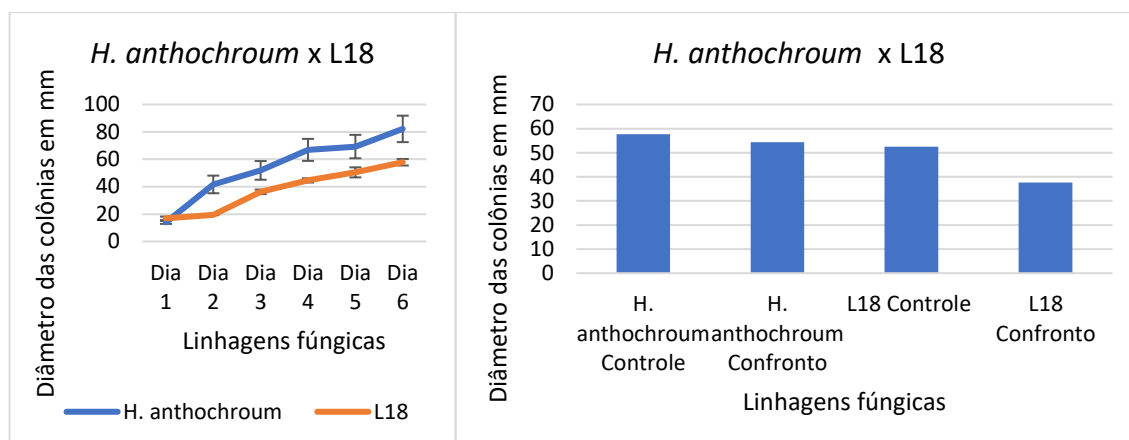 H. anthochroum x L18
Diâmetro das colônias em mm
100
80
60
40
20
0
Dia Dia Dia Dia Dia Dia
1 2 3 4 5 6
Linhagens fúngicas
H. anthochroum L18
H. anthochroum x L18
Diâmetro das colônias em mm
70
60
50
40
30
20
10
0
H.
anthochroum
Controle
H.
anthochroum
Confronto
L18 Controle
L18
Confronto
Linhagens fúngicas